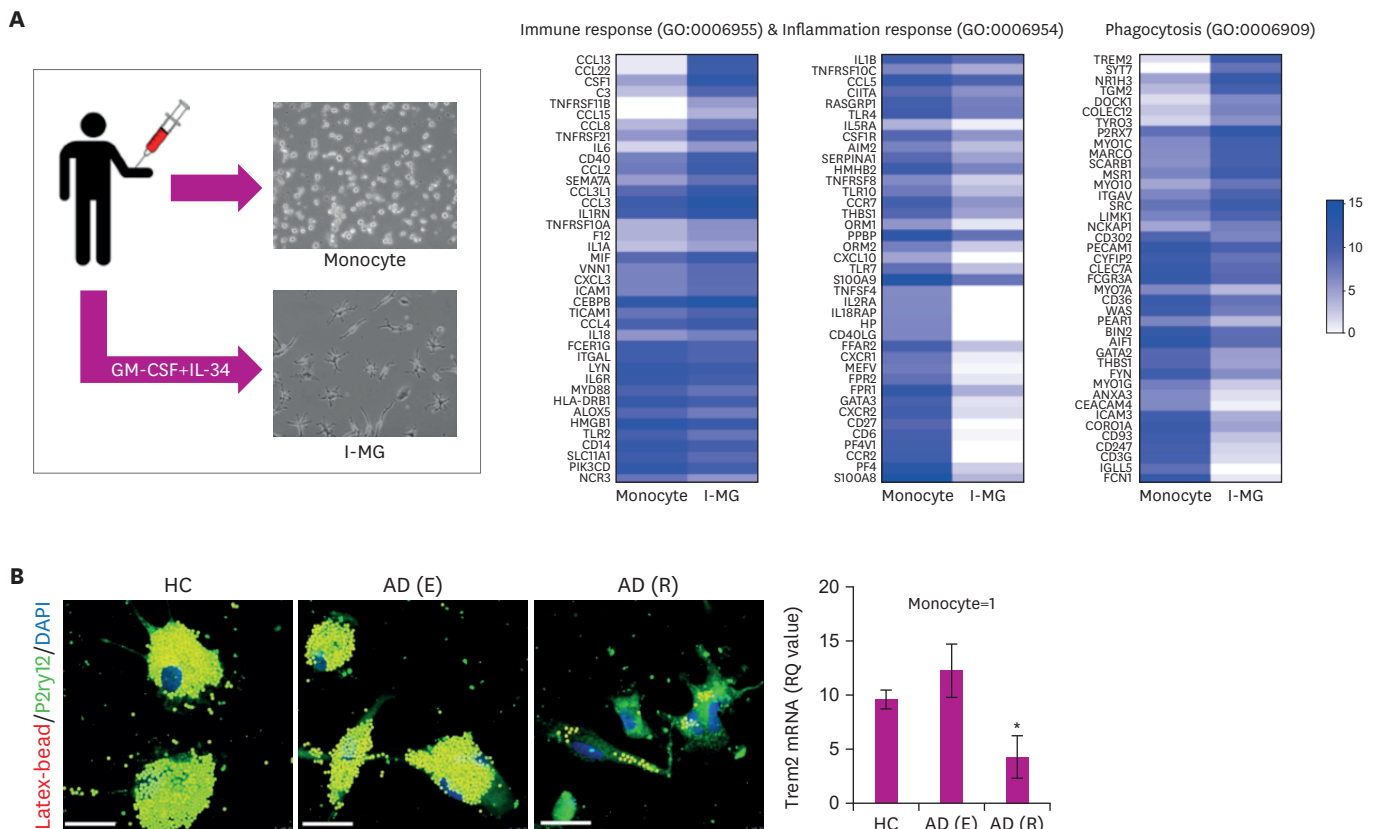 A
Immune response (GO:0006955) & Inflammation response (GO:0006954)
Phagocytosis (GO:0006909)
Monocyte
GM-CSF+IL-34
I-MG
CCL13
CCL22
CSF1
C3
TNFRSF11B
CCL15
CCL8
TNFRSF21
IL6
CD40
CCL2
SEMA7A
CCL3L1
CCL3
IL1RN
TNFRSF10A
F12
IL1A
MIF
VNN1
CXCL3
ICAM1
CEBPB
TICAM1
CCL4
IL18
FCER1G
ITGAL
LYN
IL6R
MYD88
HLA-DRB1
ALOX5
HMGB1
TLR2
CD14
SLC11A1
PIK3CD
NCR3
Monocyte I-MG
IL1B
TNFRSF10C
CCL5
CIITA
RASGRP1
TLR4
IL5RA
CSF1R
AIM2
SERPINA1
HMHB2
TNFRSF8
TLR10
CCR7
THBS1
ORM1
PPBP
ORM2
CXCL10
TLR7
S100A9
TNFSF4
IL2RA
IL18RAP
HP
CD40LG
FFAR2
CXCR1
MEFV
FPR2
FPR1
GATA3
CXCR2
CD27
CD6
PF4V1
CCR2
PF4
S100A8
Monocyte I-MG
TREM2
SYT7
NR1H3
TGM2
DOCK1
COLEC12
TYRO3
P2RX7
MYO1C
MARCO
SCARB1
MSR1
MYO10
ITGAV
SRC
LIMK1
NCKAP1
CD302
PECAM1
CYFIP2
CLEC7A
FCGR3A
MYO7A
CD36
WAS
PEAR1
BIN2
AIF1
GATA2
THBS1
FYN
MYO1G
ANXA3
CEACAM4
ICAM3
CORO1A
CD93
CD247
CD3G
IGLL5
FCN1
Monocyte I-MG
15
10
5
0
B
Latex-bead/P2ry12/DAPI
HC
AD (E)
AD (R)
Trem2 mRNA (RQ value)
20
15
10
5
0
Monocyte=1
*
HC AD (E) AD (R)